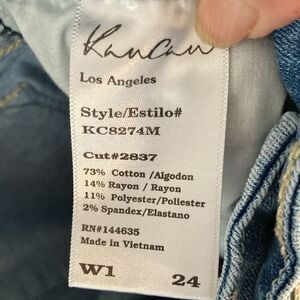 KanCan
Los Angeles
Style/Estilo#
KC8274M
Cut#2837
73% Cotton /Algodon
14% Rayon / Rayon
11% Polyester/Poliester
2% Spandex/Elastano
RN#144635
Made in Vietnam
W1 24